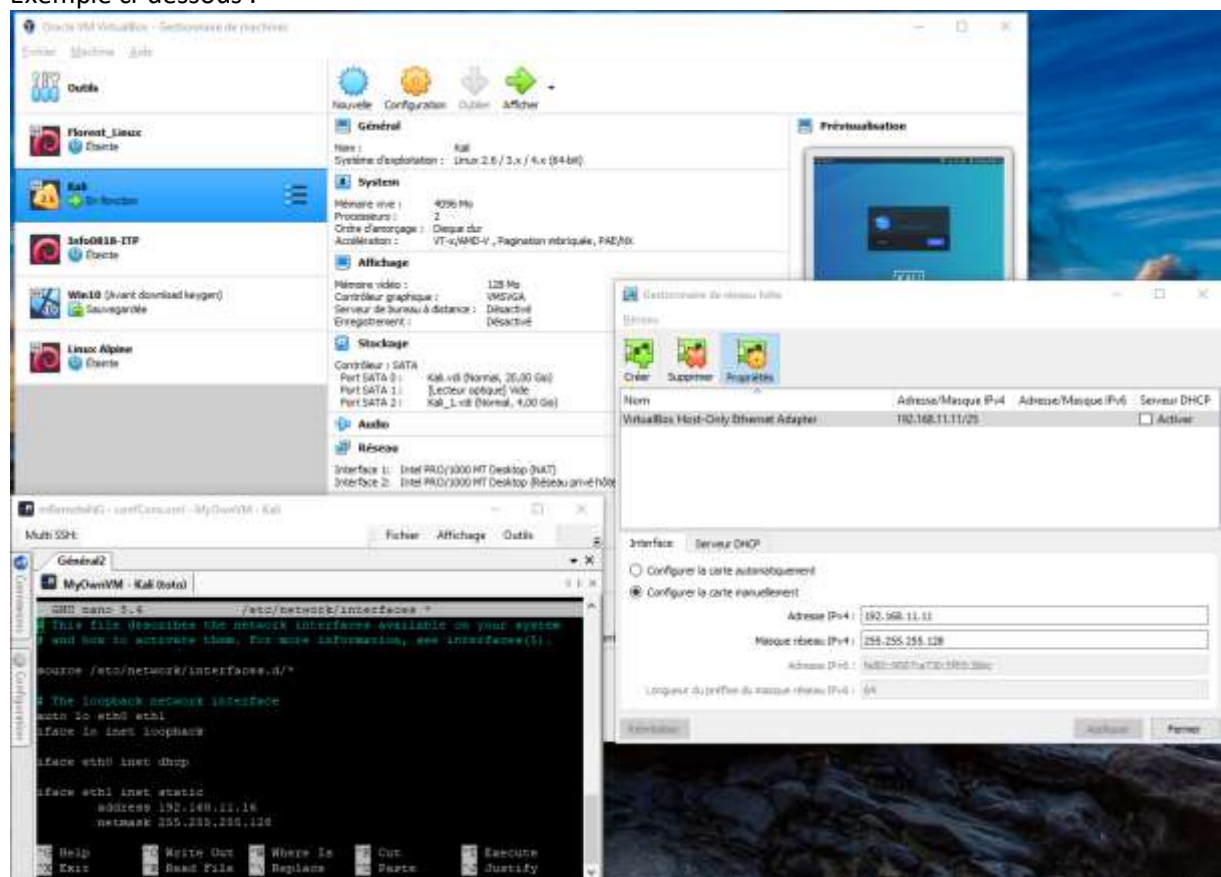 Exemple ci-dessous :
Oracle VM VirtualBox - Gestionnaire de machines
Fichier Machine Aide
Outils
Nouvelle Configuration Oublier Afficher
Florent_Linux
Éteinte
Kali
En fonction
Info0818-ITP
Éteinte
Win10 (Avant download keygen)
Sauvegardée
Linux Alpine
Éteinte
Général
Nom : Kali
Système d'exploitation : Linux 2.6 / 3.x / 4.x (64-bit)
System
Mémoire vive : 4096 Mo
Processeurs : 2
Ordre d'amorçage : Disque dur
Accélération : VT-x/AMD-V , Pagination imbriquée, PAE/NX
Affichage
Mémoire vidéo : 128 Mo
Contrôleur graphique : VMSVGA
Serveur de bureau à distance : Désactivé
Enregistrement : Désactivé
Stockage
Contrôleur : SATA
Port SATA 0 : Kali.vdi (Normal, 20,00 Gio)
Port SATA 1 : [Lecteur optique] Vide
Port SATA 2 : Kali_1.vdi (Normal, 4,00 Gio)
Audio
Réseau
Interface 1: Intel PRO/1000 MT Desktop (NAT)
Interface 2: Intel PRO/1000 MT Desktop (Réseau privé hôte
Prévisualisation
KALI
Gestionnaire de réseau hôte
Réseau
Créer Supprimer Propriétés
Nom Adresse/Masque IPv4 Adresse/Masque IPv6 Serveur DHCP
VirtualBox Host-Only Ethernet Adapter 192.168.11.11/25 Activer
Interface Serveur DHCP
Configurer la carte automatiquement
Configurer la carte manuellement
Adresse IPv4 : 192.168.11.11
Masque réseau IPv4 : 255.255.255.128
Adresse IPv6 :
Longueur du préfixe du masque réseau IPv6 : 64
Réinitialiser Appliquer Fermer
mRemoteNG - confCons.xml - MyOwnVM - Kali
Multi SSH: Fichier Affichage Outils
Général2
MyOwnVM - Kali (toto)
Connexions
Configuration
GNU nano 5.4 /etc/network/interfaces *
# This file describes the network interfaces available on your system
# and how to activate them. For more information, see interfaces(5).
source /etc/network/interfaces.d/*
# The loopback network interface
auto lo eth0 eth1
iface lo inet loopback
iface eth0 inet dhcp
iface eth1 inet static
address 192.168.11.16
netmask 255.255.255.128
^G Help ^O Write Out ^W Where Is ^K Cut ^T Execute
^X Exit ^R Read File ^\ Replace ^U Paste ^J Justify